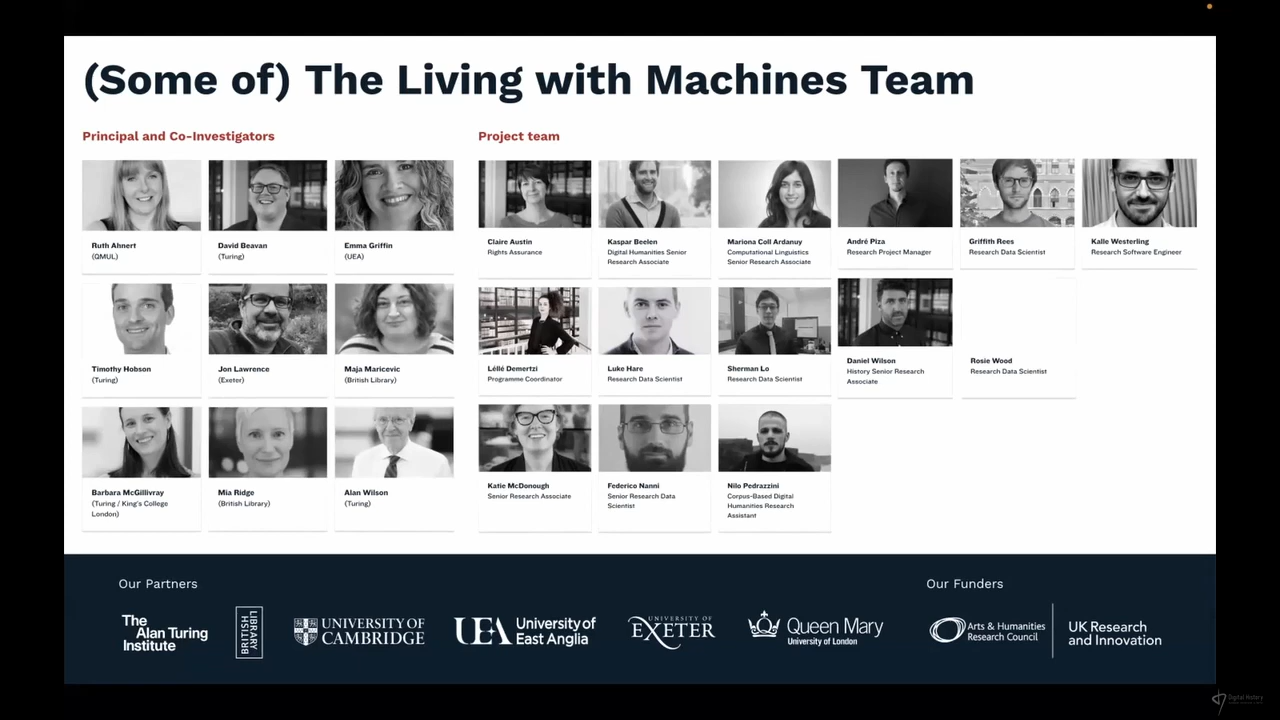 (Some of) The Living with Machines Team
Principal and Co-Investigators
Ruth Ahnert
(QMUL)
David Beavan
(Turing)
Emma Griffin
(UEA)
Timothy Hobson
(Turing)
Jon Lawrence
(Exeter)
Maja Maricevic
(British Library)
Barbara McGillivray
(Turing / King's College
London)
Mia Ridge
(British Library)
Alan Wilson
(Turing)
Project team
Claire Austin
Rights Assurance
Kaspar Beelen
Digital Humanities Senior
Research Associate
Mariona Coll Ardanuy
Computational Linguistics
Senior Research Associate
André Piza
Research Project Manager
Griffith Rees
Research Data Scientist
Kalle Westerling
Research Software Engineer
Léllé Demertzi
Programme Coordinator
Luke Hare
Research Data Scientist
Sherman Lo
Research Data Scientist
Daniel Wilson
History Senior Research
Associate
Rosie Wood
Research Data Scientist
Katie McDonough
Senior Research Associate
Federico Nanni
Senior Research Data
Scientist
Nilo Pedrazzini
Corpus-Based Digital
Humanities Research
Assistant
Our Partners
The
Alan Turing
Institute
BRITISH
LIBRARY
UNIVERSITY OF
CAMBRIDGE
UEA University of
East Anglia
UNIVERSITY OF
EXETER
Queen Mary
University of London
Our Funders
Arts & Humanities
Research Council
UK Research
and Innovation
Digital History